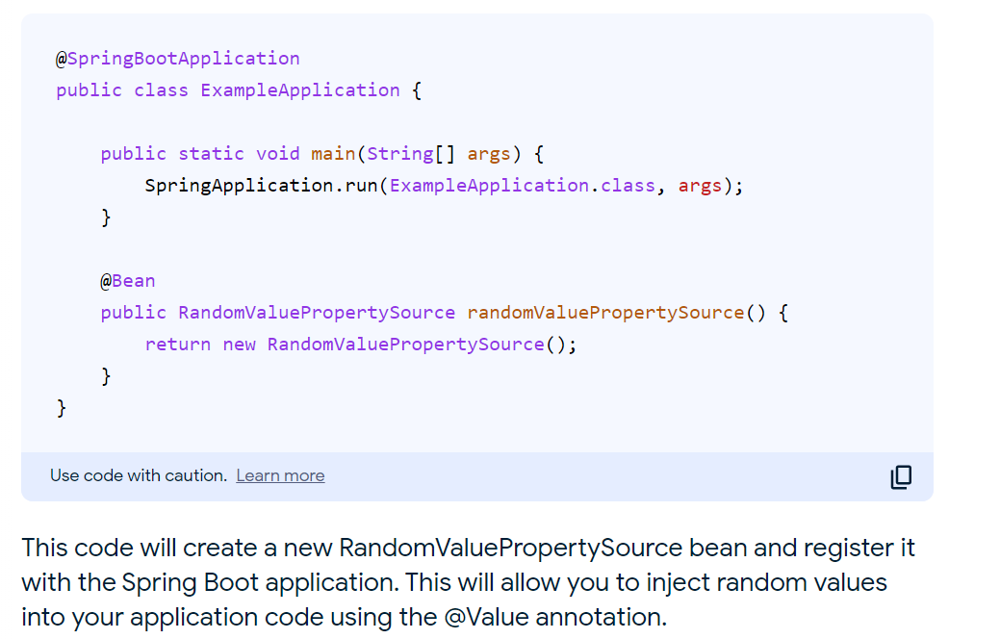 @SpringBootApplication
public class ExampleApplication {
public static void main(String[] args) {
SpringApplication.run(ExampleApplication.class, args);
}
@Bean
public RandomValuePropertySource randomValuePropertySource() {
return new RandomValuePropertySource();
}
}
Use code with caution. Learn more
This code will create a new RandomValuePropertySource bean and register it
with the Spring Boot application. This will allow you to inject random values
into your application code using the @Value annotation.